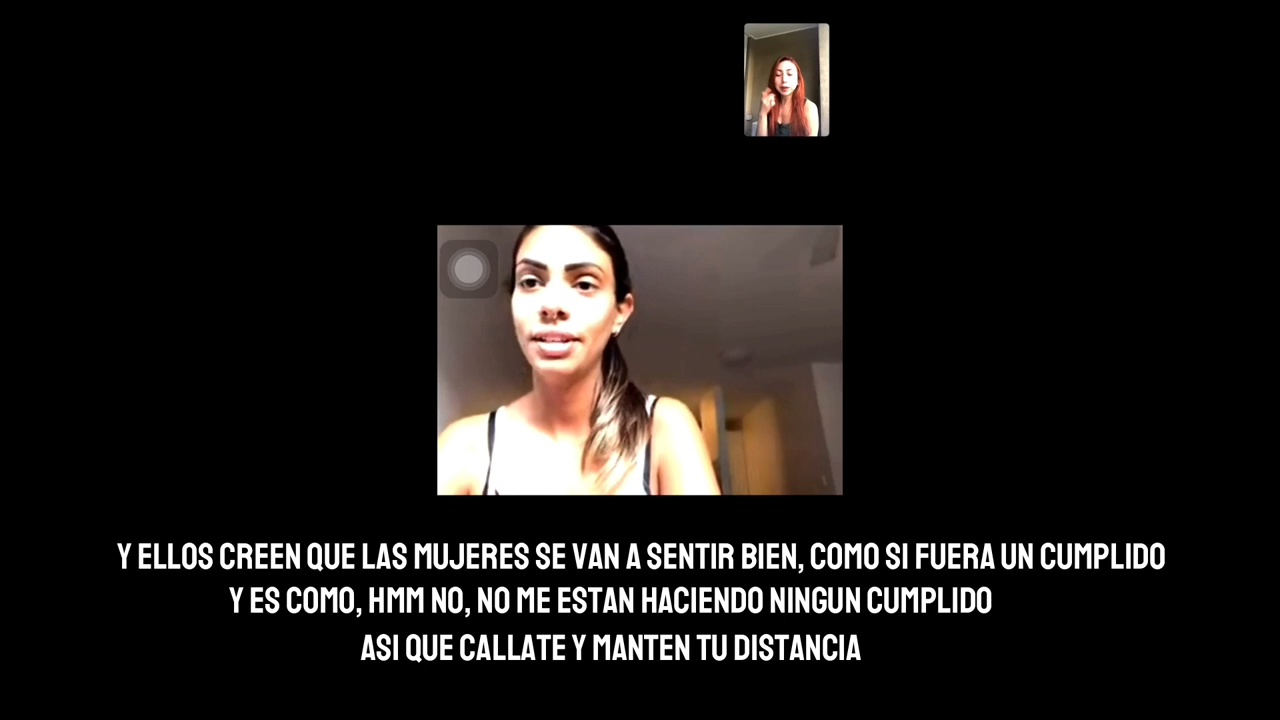 Y ELLOS CREEN QUE LAS MUJERES SE VAN A SENTIR BIEN, COMO SI FUERA UN CUMPLIDO
Y ES COMO, HMM NO, NO ME ESTAN HACIENDO NINGUN CUMPLIDO
ASI QUE CALLATE Y MANTEN TU DISTANCIA